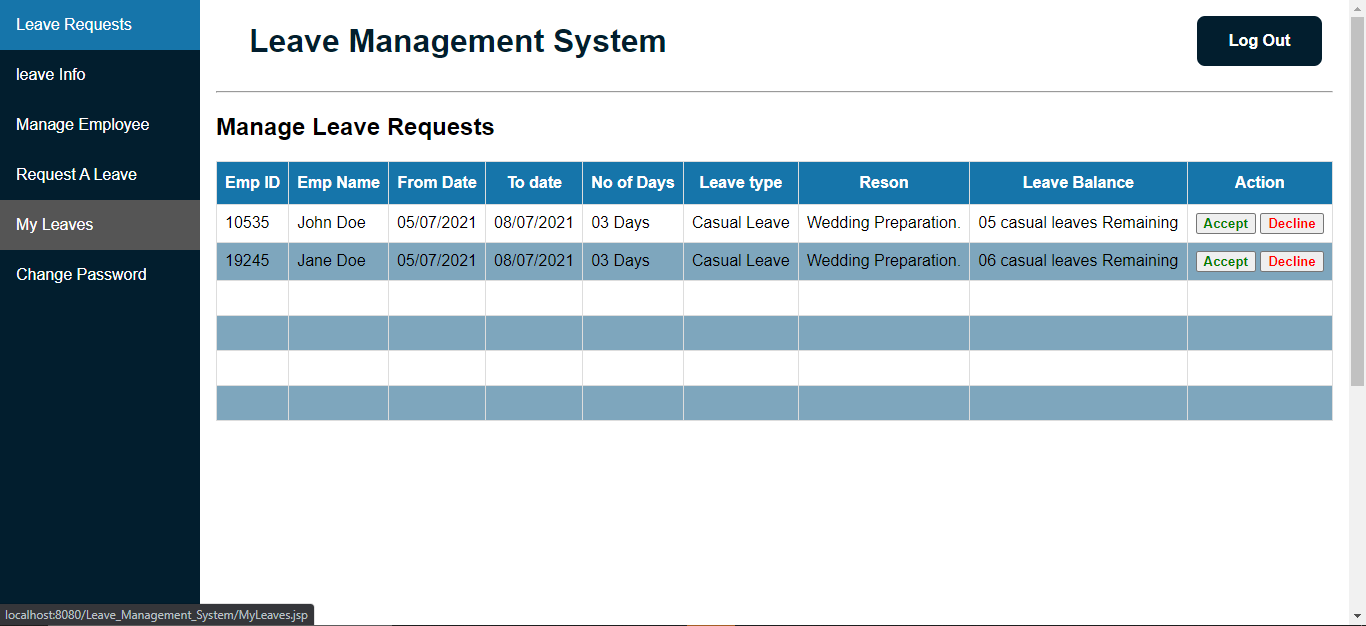 Leave Requests
leave Info
Manage Employee
Request A Leave
My Leaves
Change Password
Leave Management System
Log Out
Manage Leave Requests
Emp ID Emp Name From Date To date No of Days Leave type Reson Leave Balance Action
10535 John Doe 05/07/2021 08/07/2021 03 Days Casual Leave Wedding Preparation. 05 casual leaves Remaining Accept Decline
19245 Jane Doe 05/07/2021 08/07/2021 03 Days Casual Leave Wedding Preparation. 06 casual leaves Remaining Accept Decline
localhost:8080/Leave_Management_System/MyLeaves.jsp